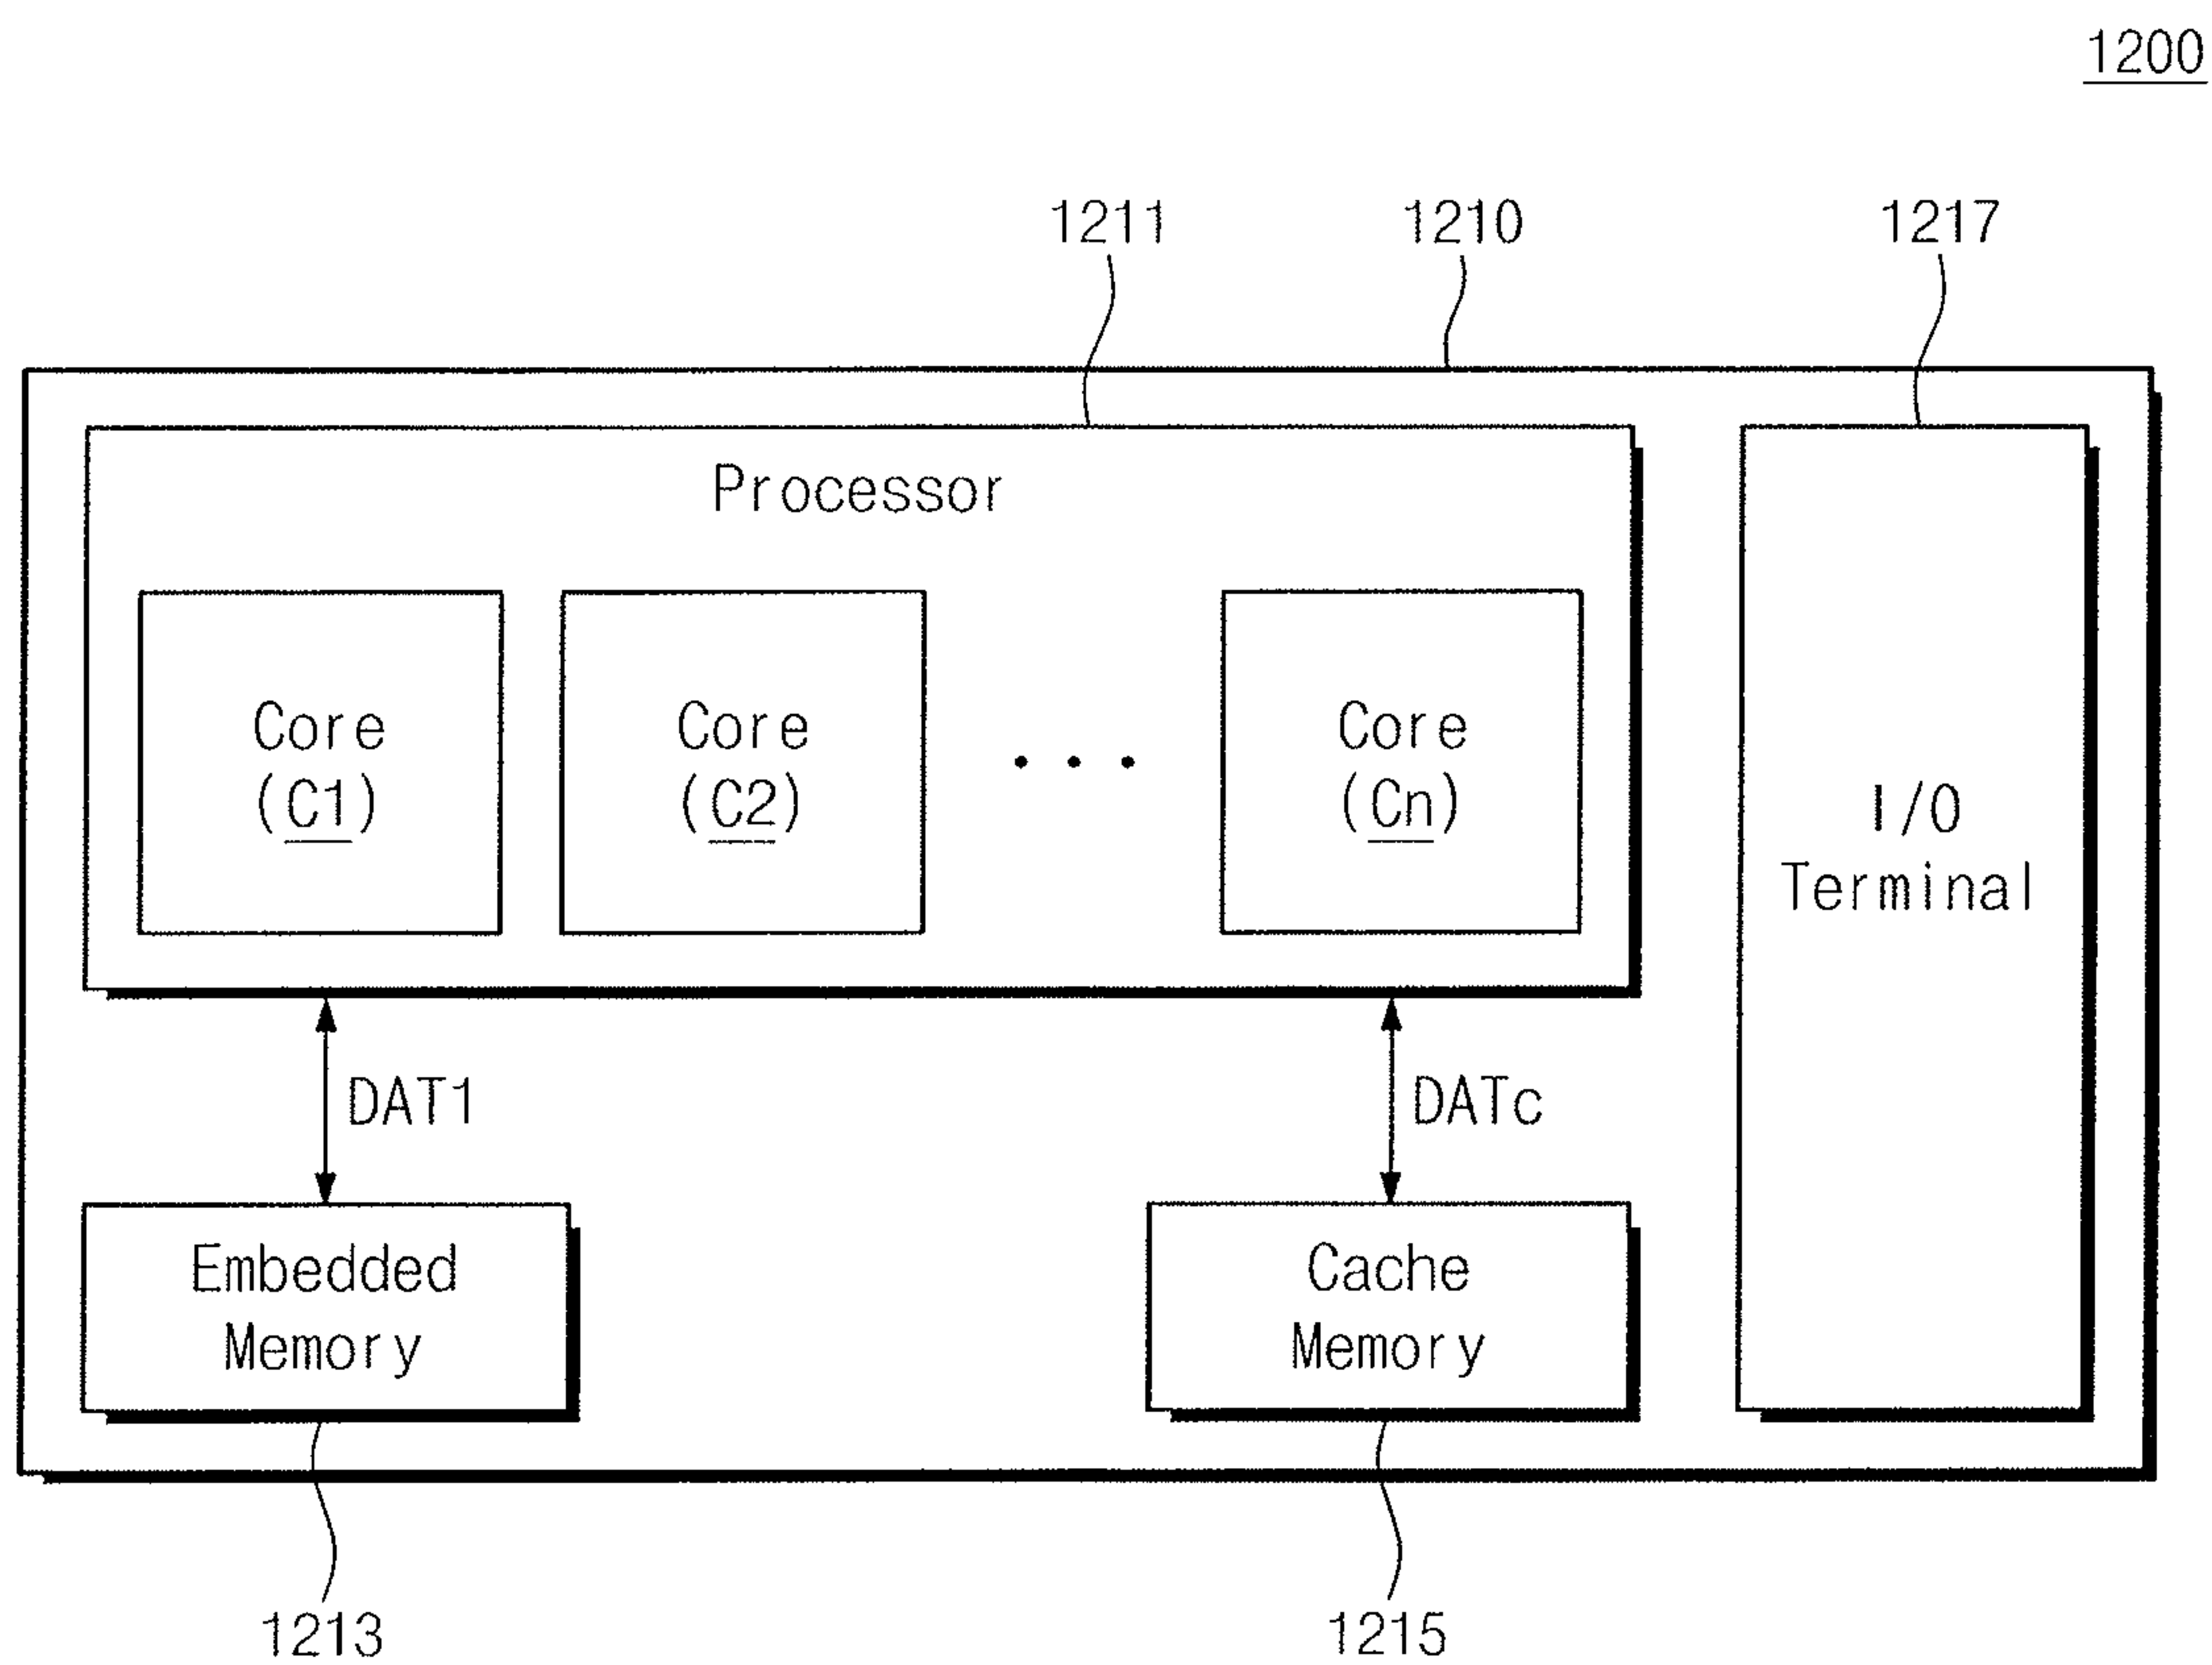 1200
1211
1210
1217
Processor
Core
(C1)
Core
(C2)
• • •
Core
(Cn)
I/O
Terminal
DAT1
DATc
Embedded
Memory
Cache
Memory
1213
1215